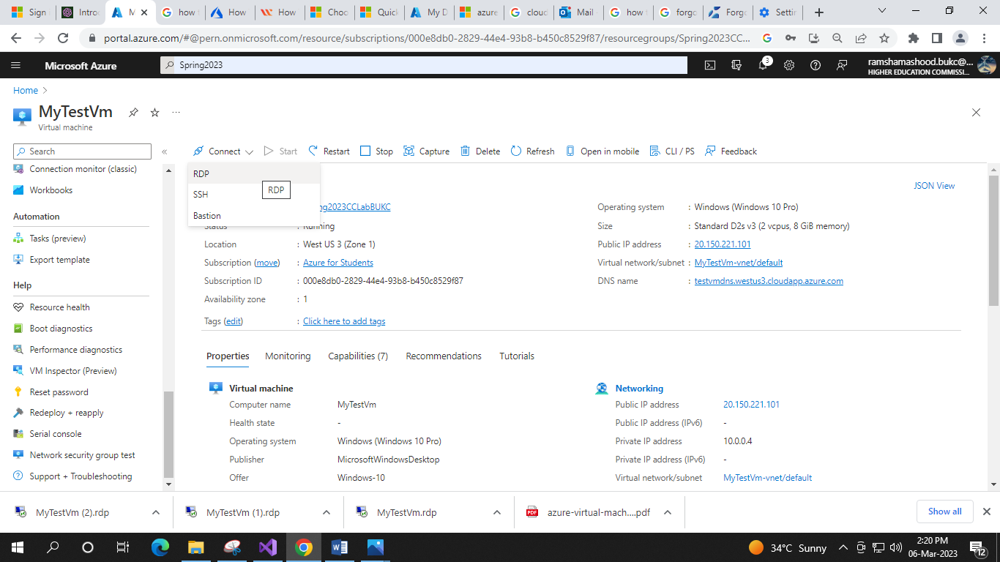 Sign
Introd
M
how t
How
How
Choc
Quick
My D
azure
cloud
Mail
how t
forgo
Forgo
Settin
portal.azure.com/#@pern.onmicrosoft.com/resource/subscriptions/000e8db0-2829-44e4-93b8-b450c8529f87/resourcegroups/Spring2023CC...
Microsoft Azure
Spring2023
3
ramshamashood.bukc@...
HIGHER EDUCATION COMMISSI...
Home >
MyTestVm
Virtual machine
Search
«
Connect
Start
Restart
Stop
Capture
Delete
Refresh
Open in mobile
CLI / PS
Feedback
Connection monitor (classic)
Workbooks
Automation
Tasks (preview)
Export template
Help
Resource health
Boot diagnostics
Performance diagnostics
VM Inspector (Preview)
Reset password
Redeploy + reapply
Serial console
Network security group test
Support + Troubleshooting
RDP
SSH
Bastion
RDP
JSON View
ng2023CCLabBUKC
Status : Running
Location : West US 3 (Zone 1)
Subscription (move) : Azure for Students
Subscription ID : 000e8db0-2829-44e4-93b8-b450c8529f87
Availability zone : 1
Tags (edit) : Click here to add tags
Operating system : Windows (Windows 10 Pro)
Size : Standard D2s v3 (2 vcpus, 8 GiB memory)
Public IP address : 20.150.221.101
Virtual network/subnet : MyTestVm-vnet/default
DNS name : testvmdns.westus3.cloudapp.azure.com
Properties
Monitoring
Capabilities (7)
Recommendations
Tutorials
Virtual machine
Computer name MyTestVm
Health state -
Operating system Windows (Windows 10 Pro)
Publisher MicrosoftWindowsDesktop
Offer Windows-10
Networking
Public IP address 20.150.221.101
Public IP address (IPv6) -
Private IP address 10.0.0.4
Private IP address (IPv6) -
Virtual network/subnet MyTestVm-vnet/default
MyTestVm (2).rdp
MyTestVm (1).rdp
MyTestVm.rdp
azure-virtual-mach....pdf
Show all
34°C Sunny
2:20 PM
06-Mar-2023
12